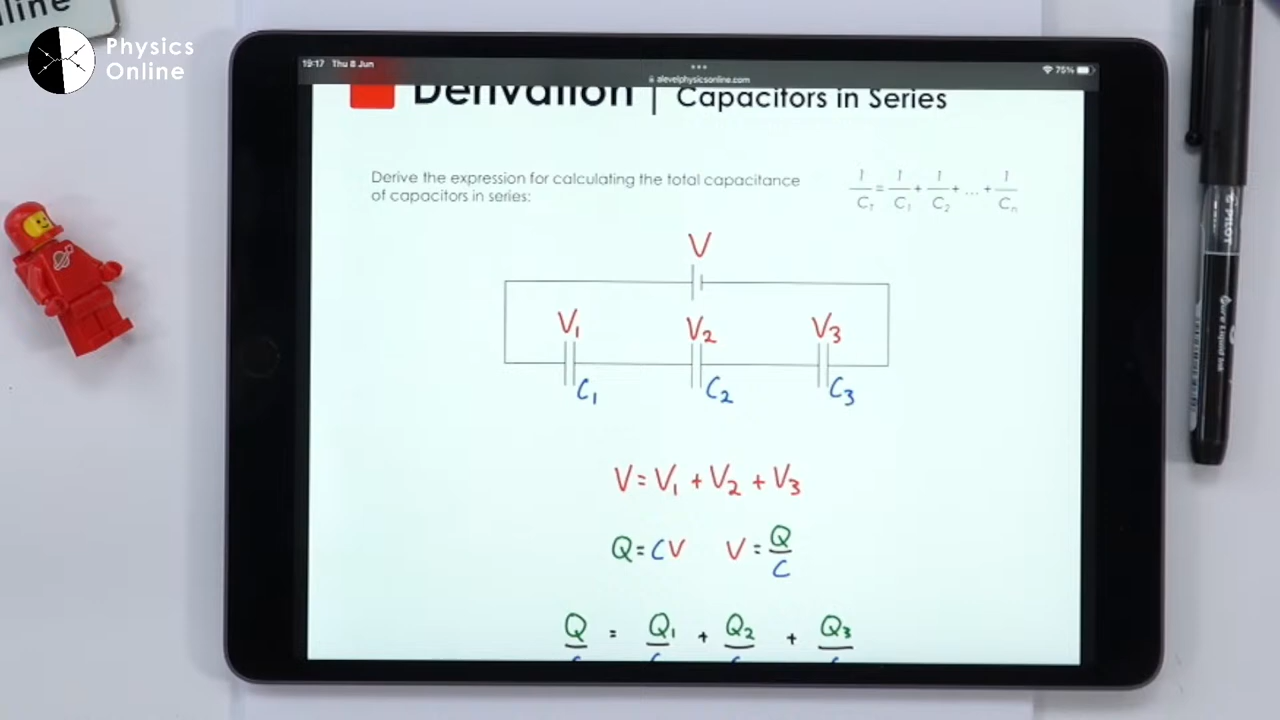 line
Physics
Online
19:17 Thu 8 Jun
alevelphysicsonline.com
75%
Derivation | Capacitors in Series
Derive the expression for calculating the total capacitance
of capacitors in series:
1/C_T = 1/C_1 + 1/C_2 + ... + 1/C_n
V
V₁ V₂ V₃
C₁ C₂ C₃
V = V₁ + V₂ + V₃
Q = CV V = Q/C
Q/C = Q₁/C + Q₂/C + Q₃/C
PILOT